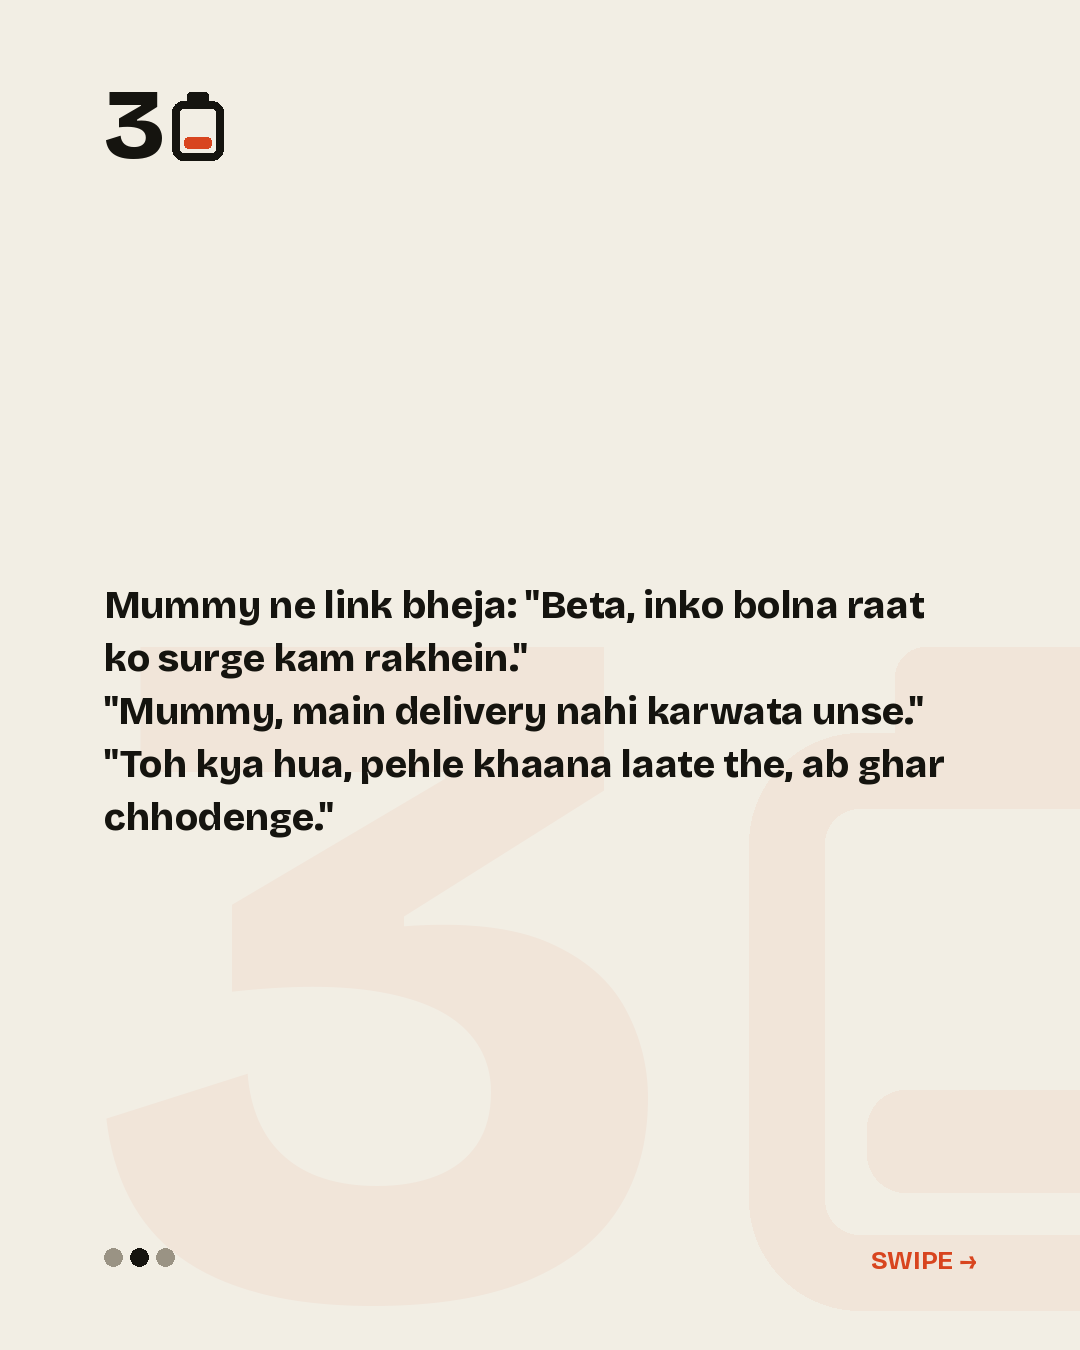 30
Mummy ne link bheja: "Beta, inko bolna raat
ko surge kam rakhein."
"Mummy, main delivery nahi karwata unse."
"Toh kya hua, pehle khaana laate the, ab ghar
chhodenge."
SWIPE →